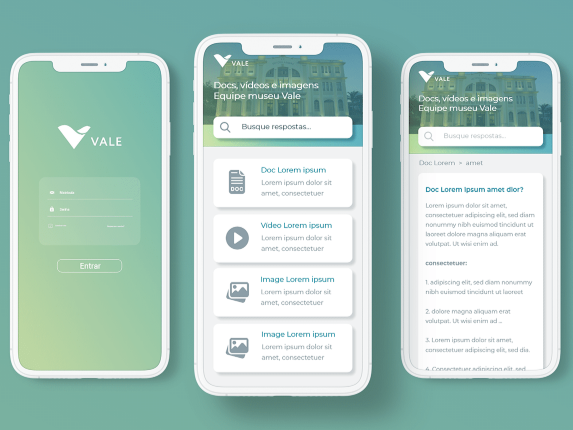 VALE
Entrar
VALE
Docs, vídeos e imagens
Equipe museu Vale
Busque respostas...
Doc Lorem ipsum
Lorem ipsum dolor sit
amet, consectetuer
Vídeo Lorem ipsum
Lorem ipsum dolor sit
amet, consectetuer
Image Lorem ipsum
Lorem ipsum dolor sit
amet, consectetuer
Image Lorem ipsum
Lorem ipsum dolor sit
amet, consectetuer
VALE
Docs, vídeos e imagens
Equipe museu Vale
Busque respostas...
Doc Lorem > amet
Doc Lorem Ipsum amet dlor?
Lorem ipsum dolor sit amet,
consectetuer adipiscing elit, sed diam
nonummy nibh euismod tincidunt ut
laoreet dolore magna aliquam erat
volutpat. Ut wisi enim ad.
consectetuer:
1. adipiscing elit, sed diam nonummy
nibh euismod tincidunt ut laoreet
2. dolore magna aliquam erat
volutpat. Ut wisi enim ad ...
3. Lorem ipsum dolor sit amet,
consectetuer adipiscing elit, sed dia.
4. Consectetuer adipiscing elit, sed